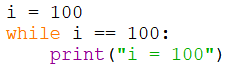 i = 100
while i == 100:
    print("i = 100")